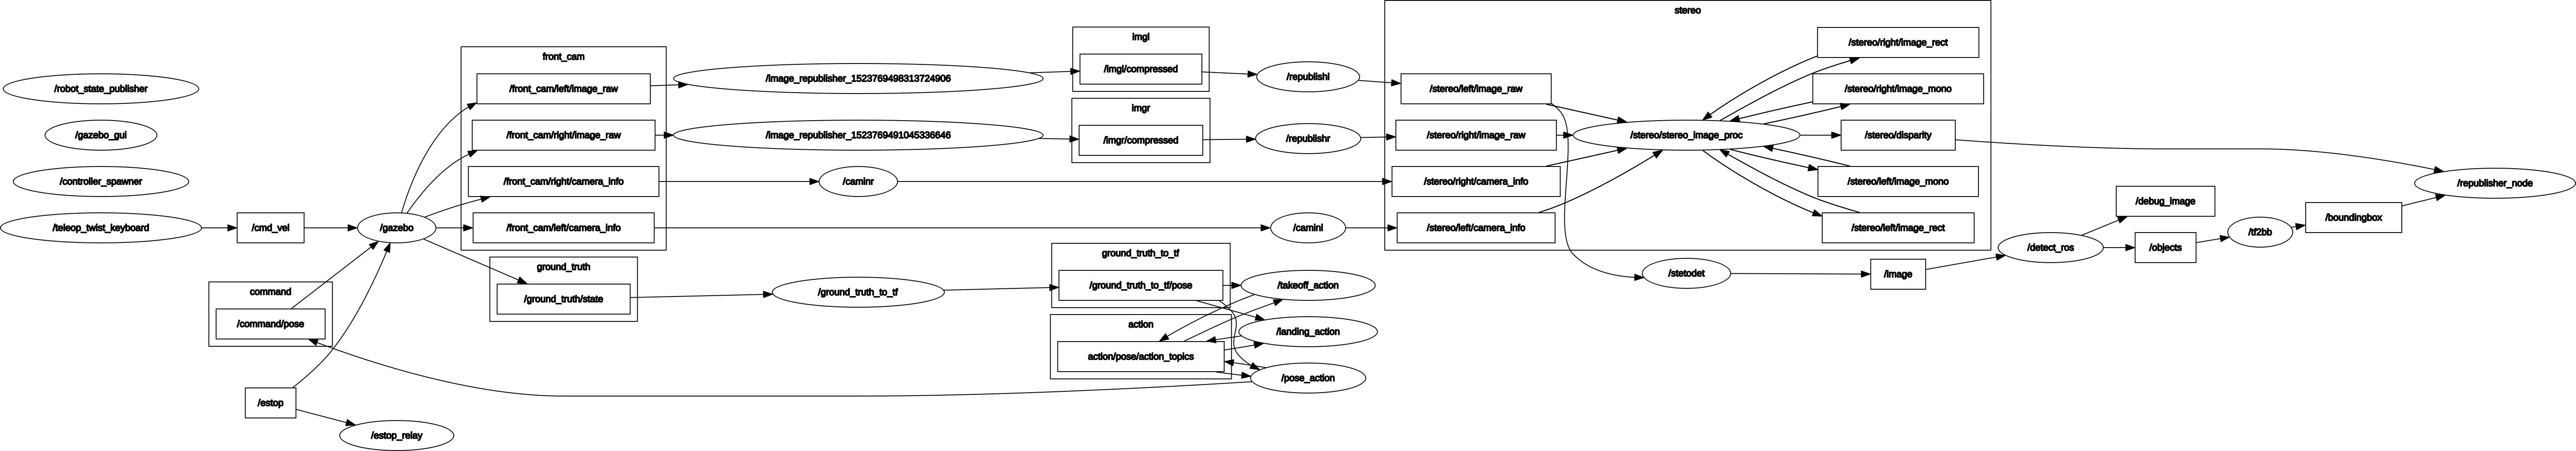 /robot_state_publisher
/gazebo_gui
/controller_spawner
/teleop_twist_keyboard
/cmd_vel
/gazebo
command
/command/pose
/estop
/estop_relay
front_cam
/front_cam/left/image_raw
/front_cam/right/image_raw
/front_cam/right/camera_info
/front_cam/left/camera_info
ground_truth
/ground_truth/state
/image_republisher_1523769498313724906
/image_republisher_1523769491045336646
/caminr
/ground_truth_to_tf
imgl
/imgl/compressed
imgr
/imgr/compressed
ground_truth_to_tf
/ground_truth_to_tf/pose
action
action/pose/action_topics
/republishl
/republishr
/caminl
/takeoff_action
/landing_action
/pose_action
stereo
/stereo/left/image_raw
/stereo/right/image_raw
/stereo/right/camera_info
/stereo/left/camera_info
/stereo/stereo_image_proc
/stetodet
/stereo/right/image_rect
/stereo/right/image_mono
/stereo/disparity
/stereo/left/image_mono
/stereo/left/image_rect
/image
/detect_ros
/debug_image
/objects
/tf2bb
/boundingbox
/republisher_node